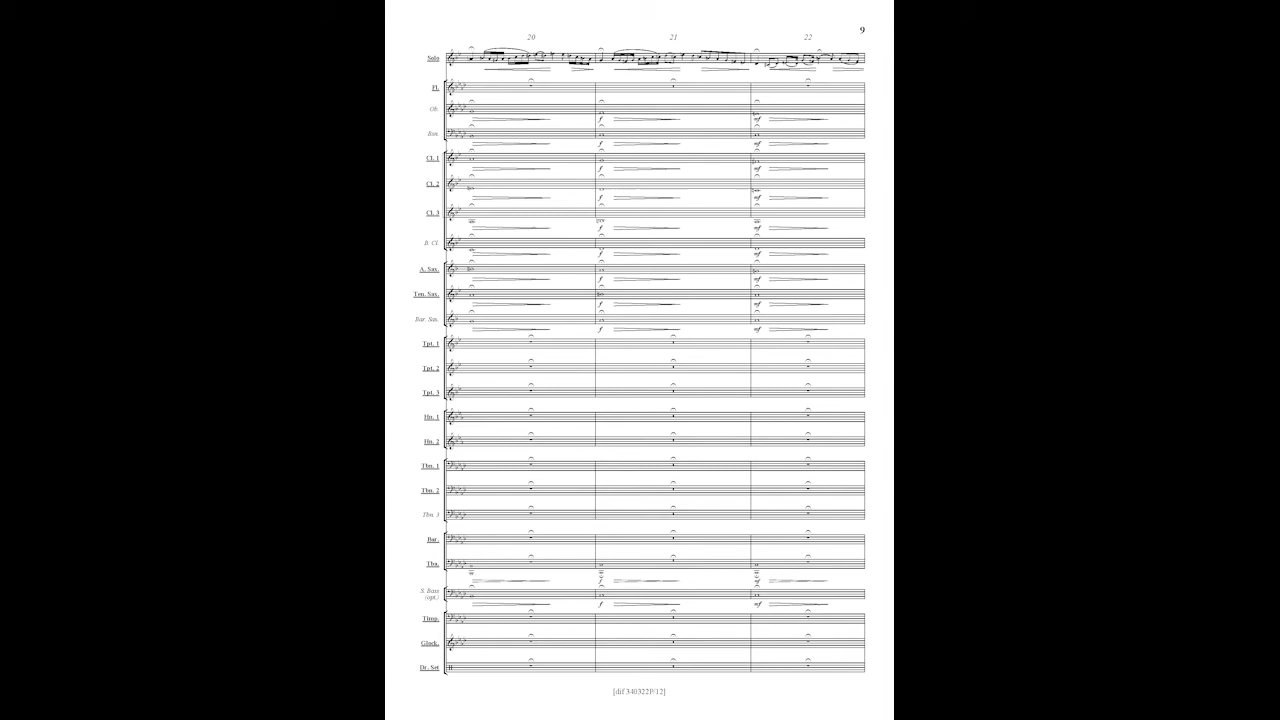 9
20 21 22
Solo
Fl.
Ob.
Bsn.
Cl. 1
Cl. 2
Cl. 3
B. Cl.
A. Sax.
Ten. Sax.
Bar. Sax.
Tpt. 1
Tpt. 2
Tpt. 3
Hn. 1
Hn. 2
Tbn. 1
Tbn. 2
Tbn. 3
Bar.
Tba.
S. Bass
(opt.)
Timp.
Glock.
Dr. Set
f mf
f mf
f mf
f mf
f mf
f mf
f mf
f mf
f mf
f mf
f mf
[dif 340322P/12]